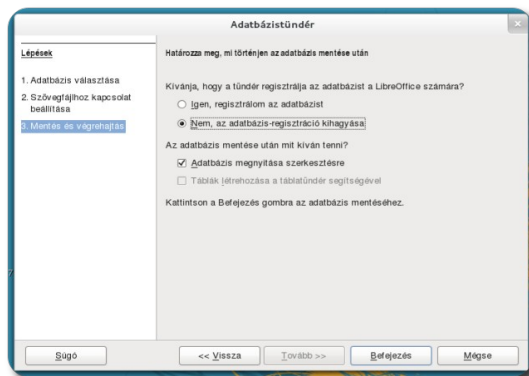 Adatbázistündér
Lépések
1. Adatbázis választása
2. Szövegfájlhoz kapcsolat
beállítása
3. Mentés és végrehajtás
Határozza meg, mi történjen az adatbázis mentése után
Kívánja, hogy a tündér regisztrálja az adatbázist a LibreOffice számára?
Igen, regisztrálom az adatbázist
Nem, az adatbázis-regisztráció kihagyása
Az adatbázis mentése után mit kíván tenni?
Adatbázis megnyitása szerkesztésre
Táblák létrehozása a táblatündér segítségével
Kattintson a Befejezés gombra az adatbázis mentéséhez.
Súgó
<< Vissza
Tovább >>
Befejezés
Mégse